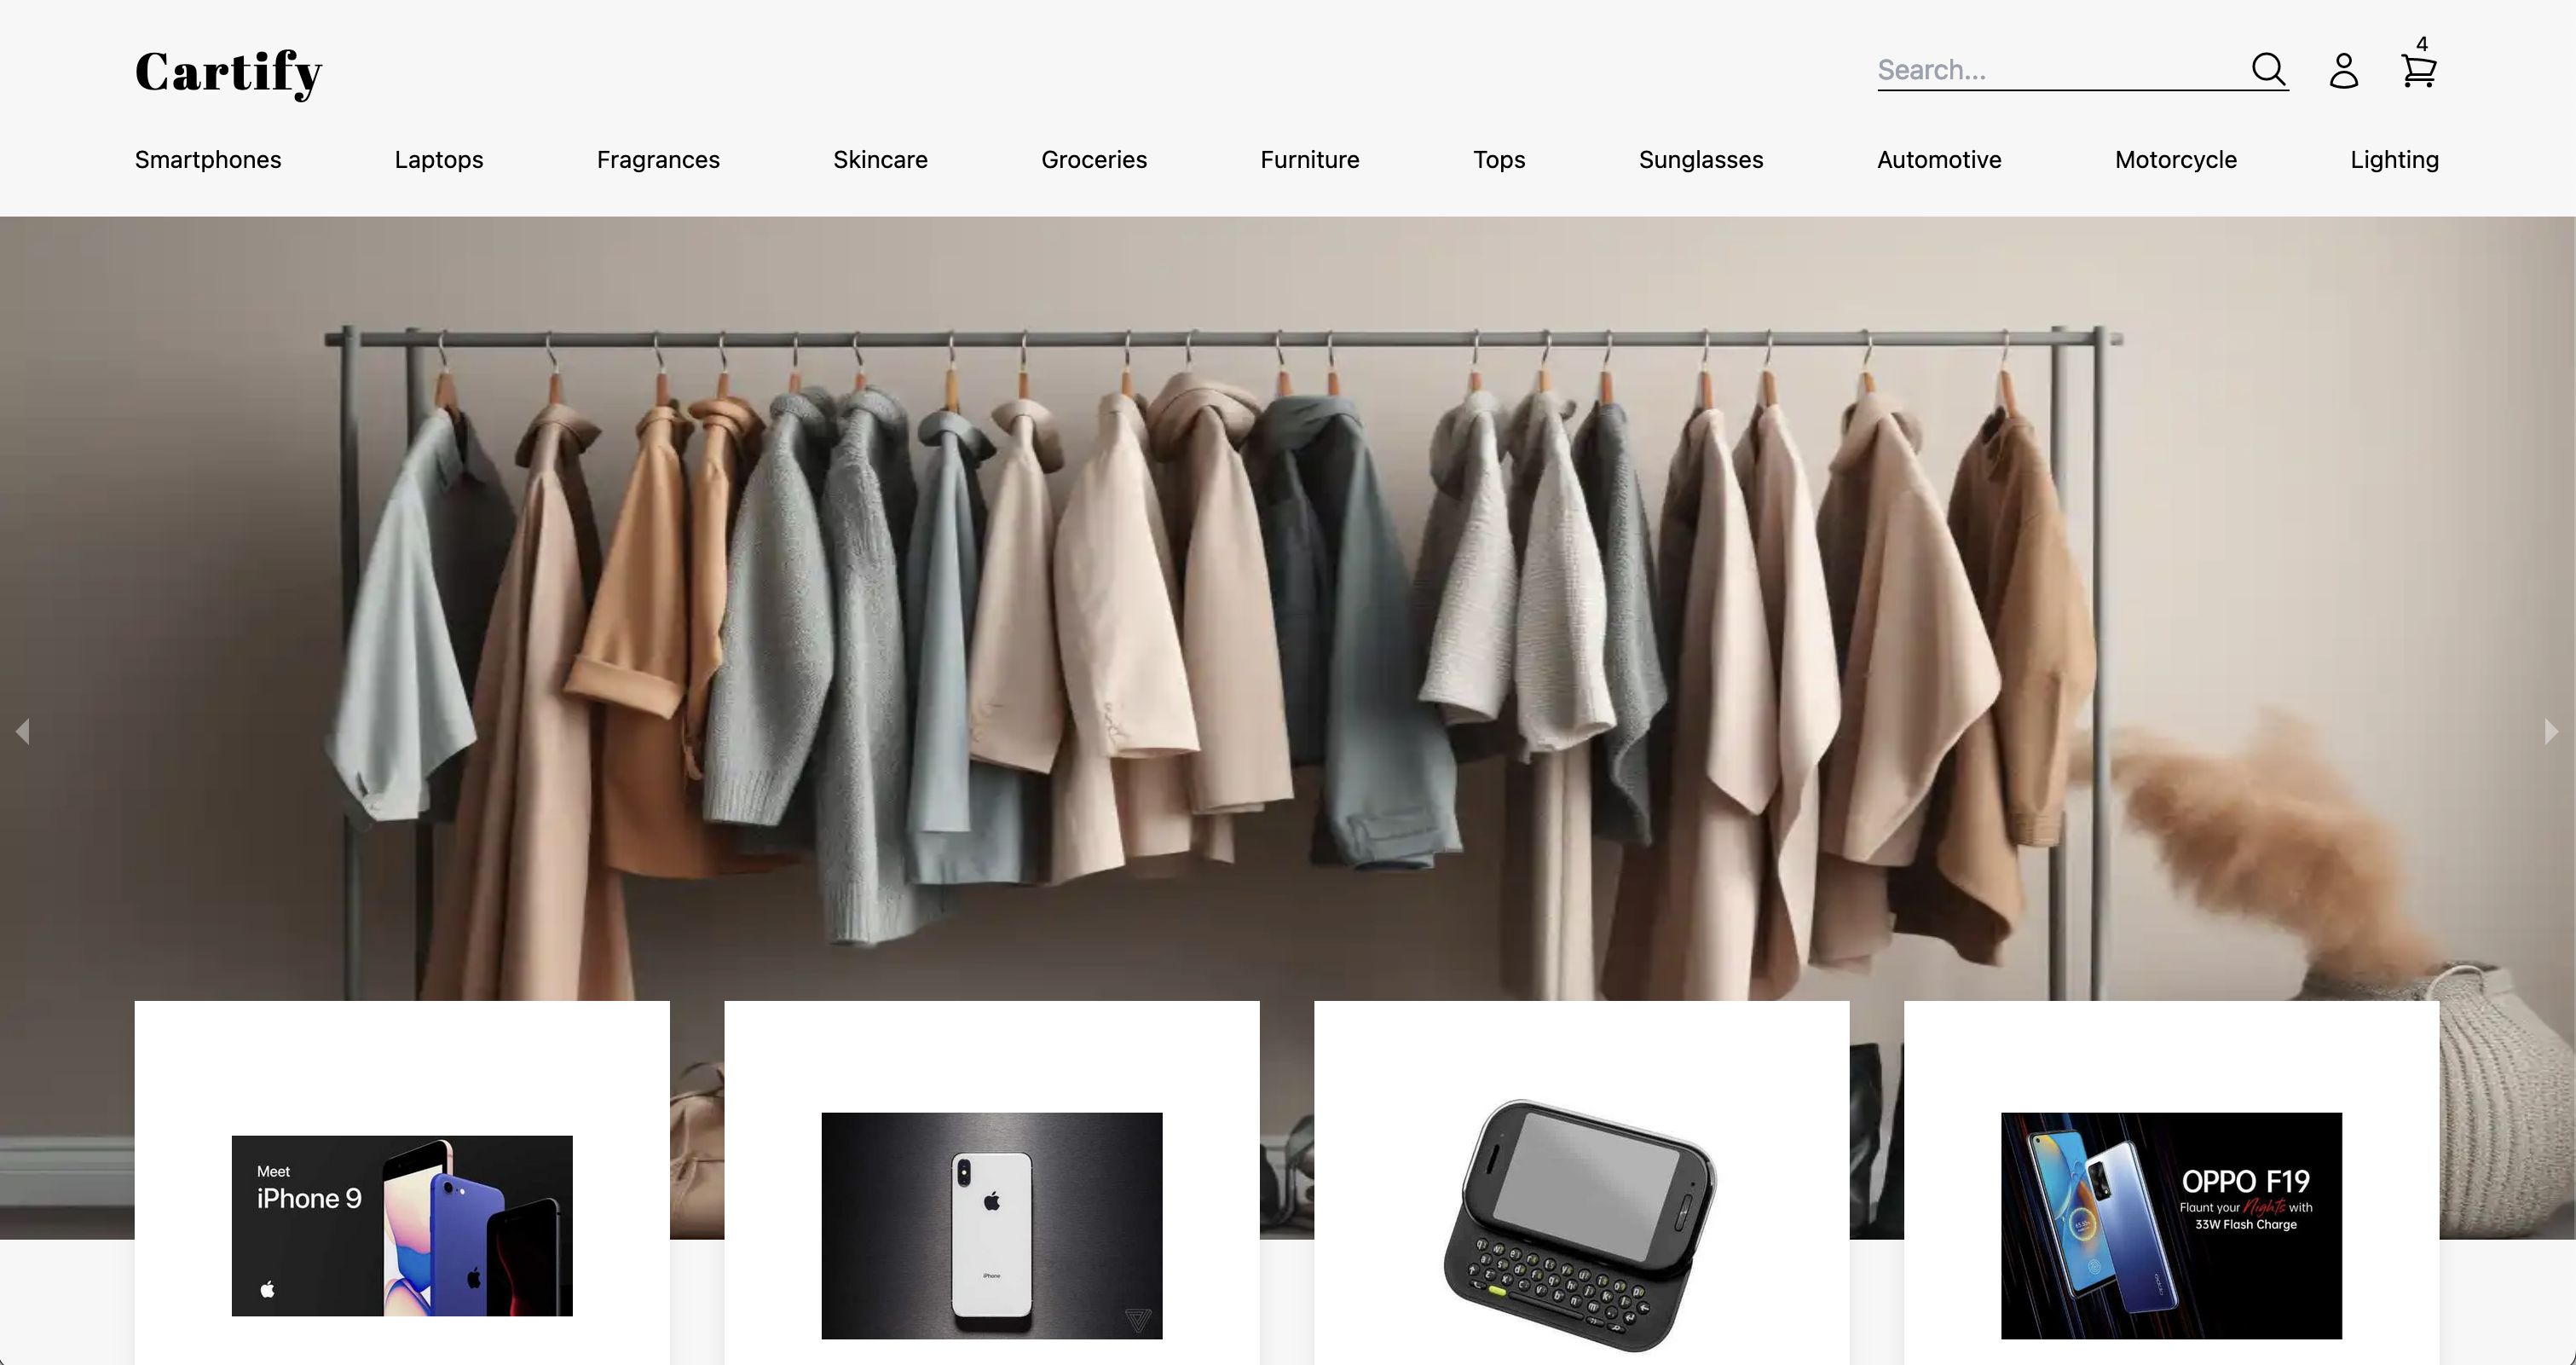 Cartify
Search...
4
Smartphones Laptops Fragrances Skincare Groceries Furniture Tops Sunglasses Automotive Motorcycle Lighting
Meet
iPhone 9
iPhone
OPPO F19
Flaunt your Nights with
33W Flash Charge